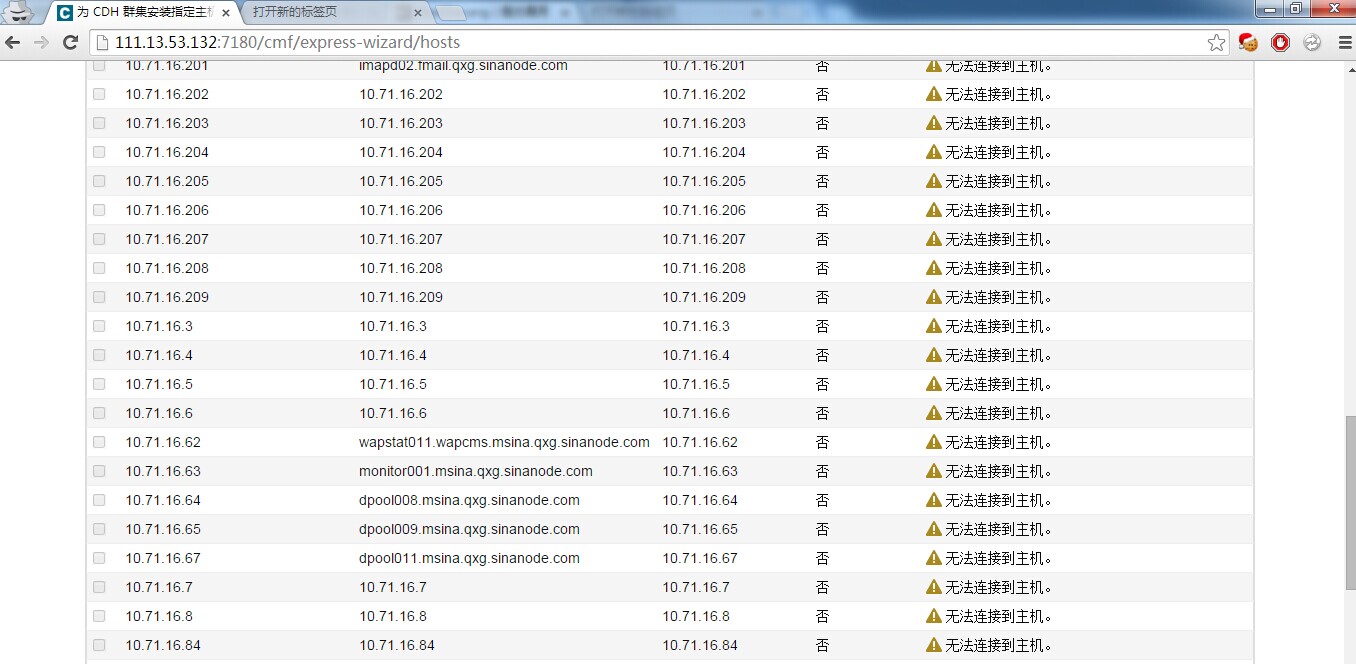 为 CDH 群集安装指定主机
打开新的标签页
111.13.53.132:7180/cmf/express-wizard/hosts
10.71.16.201 imapd02.fmail.qxg.sinanode.com 10.71.16.201 否 无法连接到主机。
10.71.16.202 10.71.16.202 10.71.16.202 否 无法连接到主机。
10.71.16.203 10.71.16.203 10.71.16.203 否 无法连接到主机。
10.71.16.204 10.71.16.204 10.71.16.204 否 无法连接到主机。
10.71.16.205 10.71.16.205 10.71.16.205 否 无法连接到主机。
10.71.16.206 10.71.16.206 10.71.16.206 否 无法连接到主机。
10.71.16.207 10.71.16.207 10.71.16.207 否 无法连接到主机。
10.71.16.208 10.71.16.208 10.71.16.208 否 无法连接到主机。
10.71.16.209 10.71.16.209 10.71.16.209 否 无法连接到主机。
10.71.16.3 10.71.16.3 10.71.16.3 否 无法连接到主机。
10.71.16.4 10.71.16.4 10.71.16.4 否 无法连接到主机。
10.71.16.5 10.71.16.5 10.71.16.5 否 无法连接到主机。
10.71.16.6 10.71.16.6 10.71.16.6 否 无法连接到主机。
10.71.16.62 wapstat011.wapcms.msina.qxg.sinanode.com 10.71.16.62 否 无法连接到主机。
10.71.16.63 monitor001.msina.qxg.sinanode.com 10.71.16.63 否 无法连接到主机。
10.71.16.64 dpool008.msina.qxg.sinanode.com 10.71.16.64 否 无法连接到主机。
10.71.16.65 dpool009.msina.qxg.sinanode.com 10.71.16.65 否 无法连接到主机。
10.71.16.67 dpool011.msina.qxg.sinanode.com 10.71.16.67 否 无法连接到主机。
10.71.16.7 10.71.16.7 10.71.16.7 否 无法连接到主机。
10.71.16.8 10.71.16.8 10.71.16.8 否 无法连接到主机。
10.71.16.84 10.71.16.84 10.71.16.84 否 无法连接到主机。